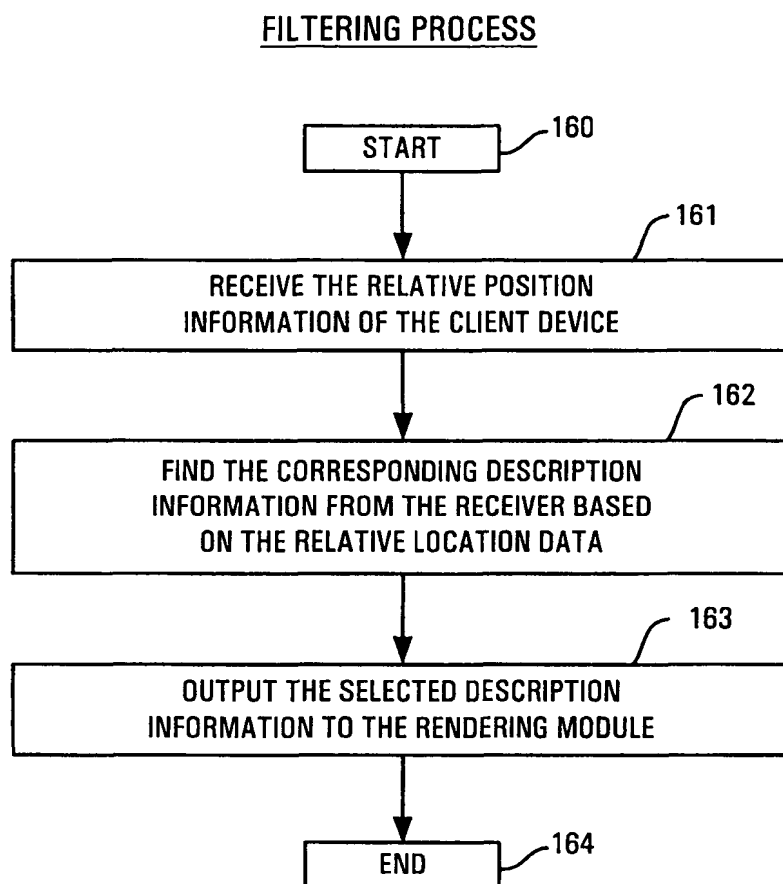 FILTERING PROCESS
START
160
161
RECEIVE THE RELATIVE POSITION
INFORMATION OF THE CLIENT DEVICE
162
FIND THE CORRESPONDING DESCRIPTION
INFORMATION FROM THE RECEIVER BASED
ON THE RELATIVE LOCATION DATA
163
OUTPUT THE SELECTED DESCRIPTION
INFORMATION TO THE RENDERING MODULE
END
164